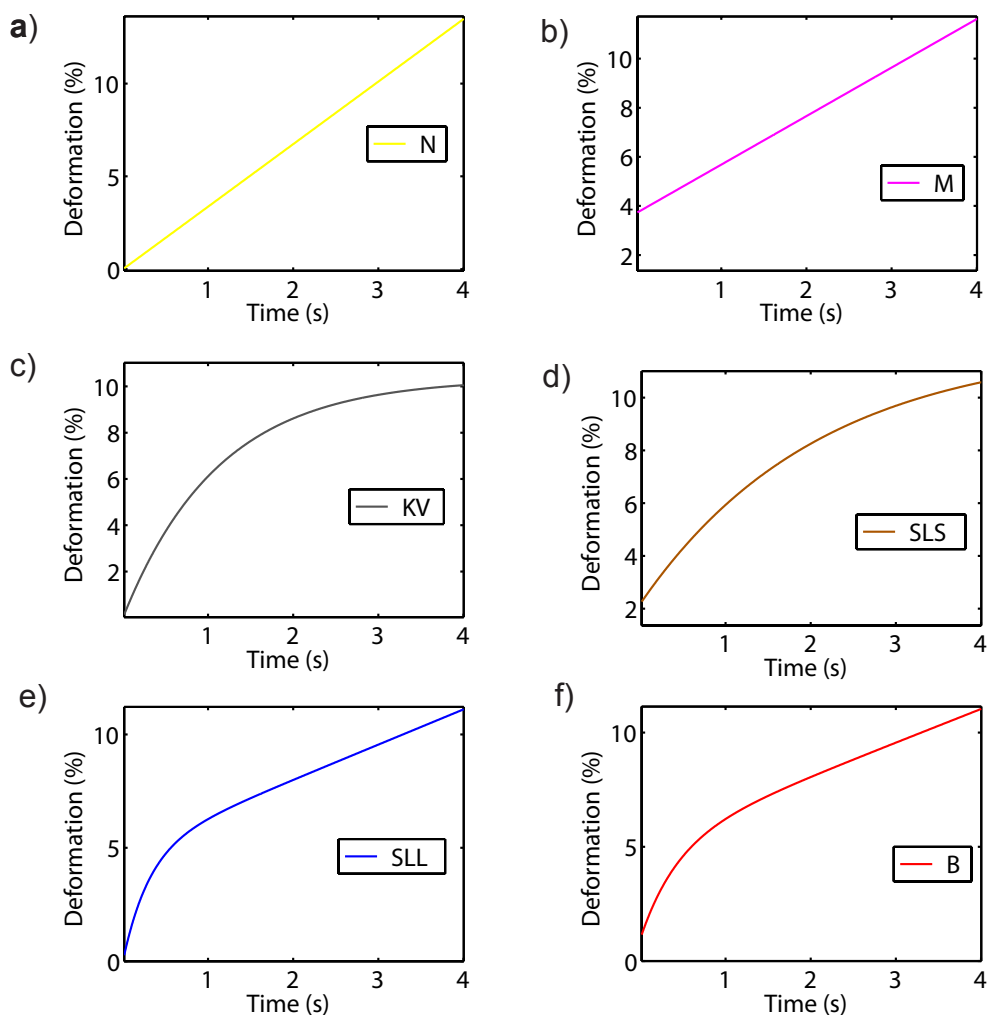 a)
Deformation (%)
10
5
0
N
1 2 3 4
Time (s)
b)
Deformation (%)
10
8
6
4
2
M
1 2 3 4
Time (s)
c)
Deformation (%)
10
8
6
4
2
KV
1 2 3 4
Time (s)
d)
Deformation (%)
10
8
6
4
2
SLS
1 2 3 4
Time (s)
e)
Deformation (%)
10
5
0
SLL
1 2 3 4
Time (s)
f)
Deformation (%)
10
5
0
B
1 2 3 4
Time (s)